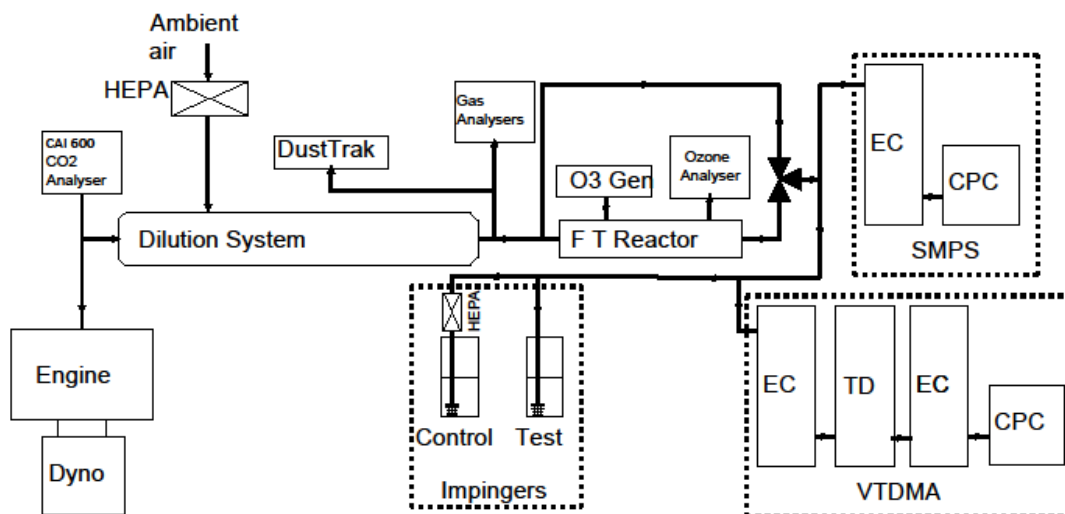 Ambient
air
HEPA
CAI 600
CO2
Analyser
DustTrak
Gas
Analysers
O3 Gen
Ozone
Analyser
EC
CPC
SMPS
Dilution System
F T Reactor
HEPA
Control
Test
Impingers
Engine
Dyno
EC
TD
EC
CPC
VTDMA